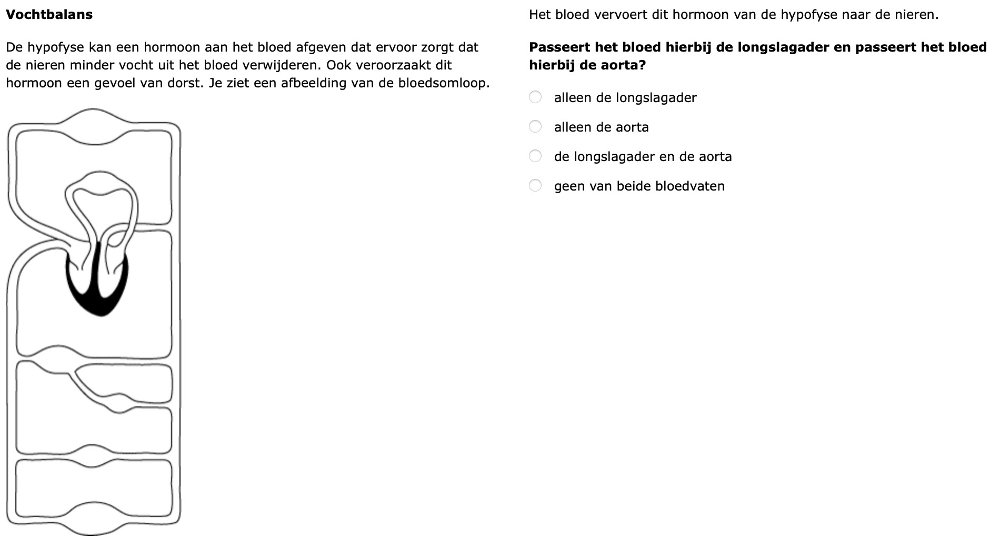 Vochtbalans
De hypofyse kan een hormoon aan het bloed afgeven dat ervoor zorgt dat
de nieren minder vocht uit het bloed verwijderen. Ook veroorzaakt dit
hormoon een gevoel van dorst. Je ziet een afbeelding van de bloedsomloop.
Het bloed vervoert dit hormoon van de hypofyse naar de nieren.
Passeert het bloed hierbij de longslagader en passeert het bloed
hierbij de aorta?
alleen de longslagader
alleen de aorta
de longslagader en de aorta
geen van beide bloedvaten